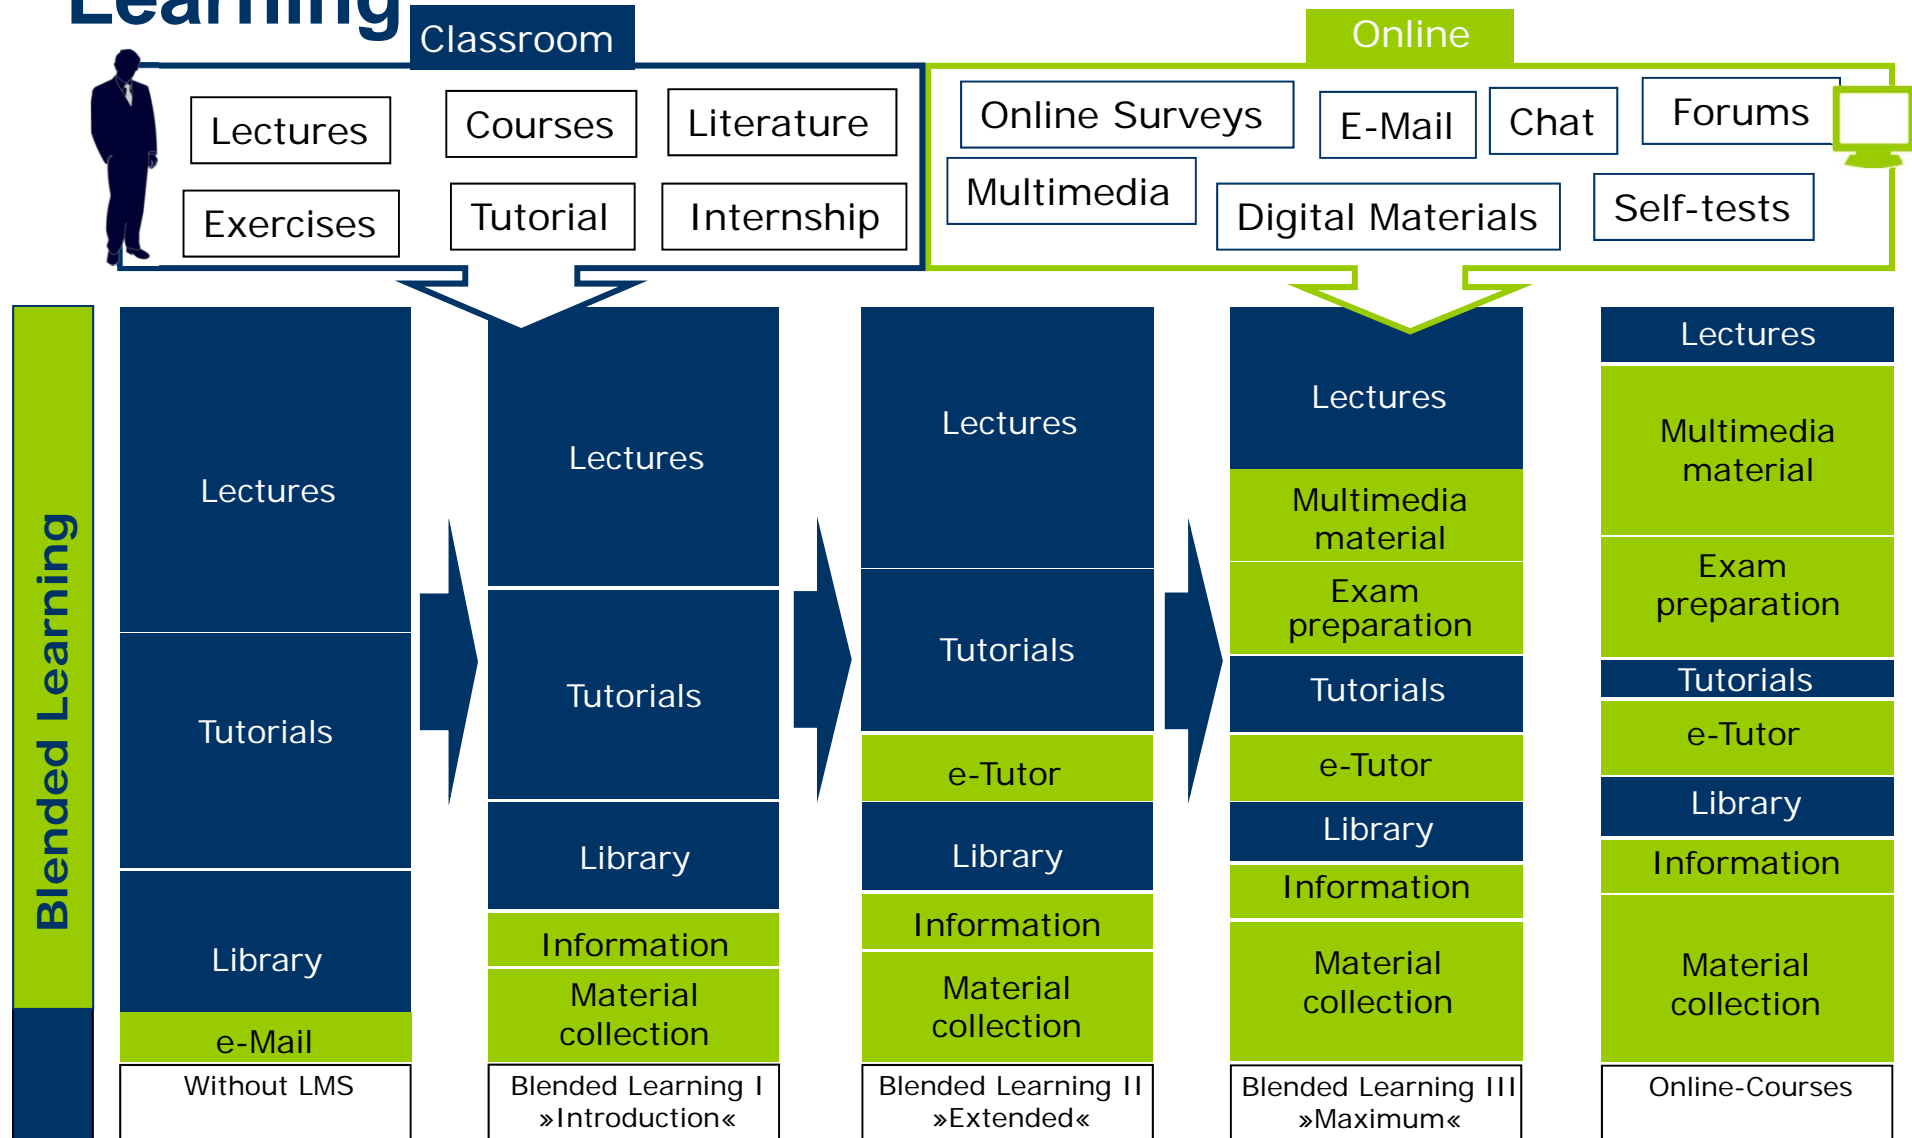 Learning
Classroom
Online
Lectures
Courses
Literature
Exercises
Tutorial
Internship
Online Surveys
E-Mail
Chat
Forums
Multimedia
Digital Materials
Self-tests
Blended Learning
Lectures
Tutorials
Library
e-Mail
Without LMS
Lectures
Tutorials
Library
Information
Material
collection
Blended Learning I
»Introduction«
Lectures
Tutorials
e-Tutor
Library
Information
Material
collection
Blended Learning II
»Extended«
Lectures
Multimedia
material
Exam
preparation
Tutorials
e-Tutor
Library
Information
Material
collection
Blended Learning III
»Maximum«
Lectures
Multimedia
material
Exam
preparation
Tutorials
e-Tutor
Library
Information
Material
collection
Online-Courses